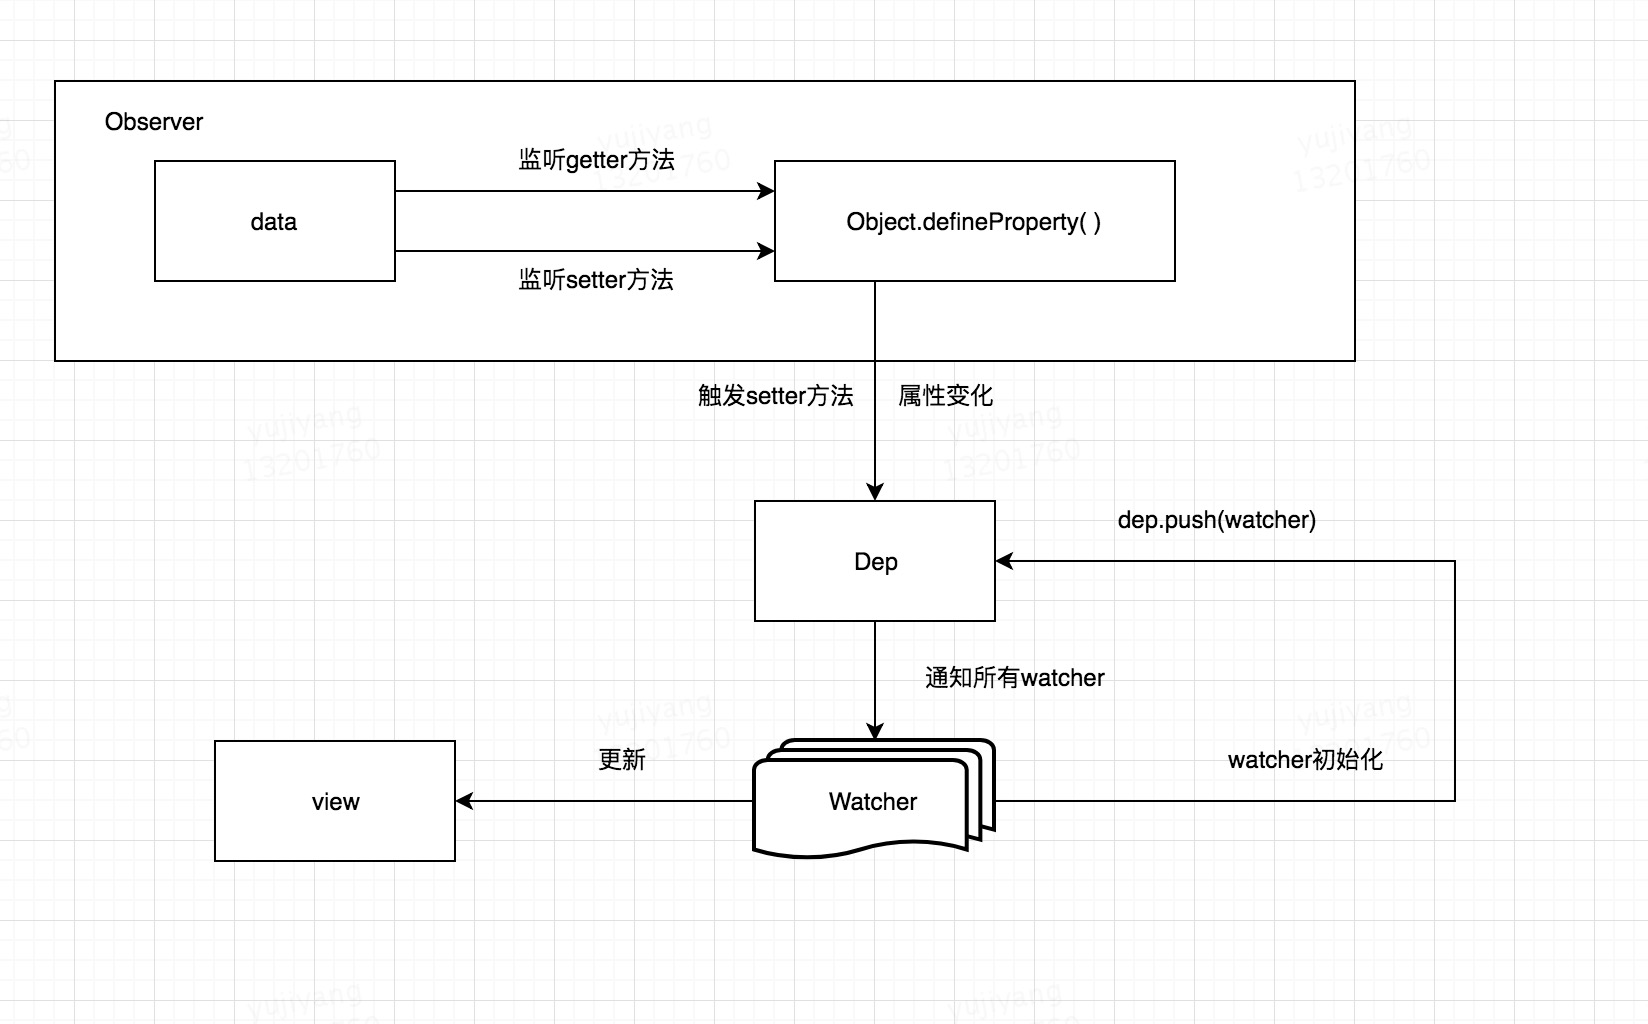 Observer
监听getter方法
data
Object.defineProperty( )
监听setter方法
触发setter方法
属性变化
dep.push(watcher)
Dep
通知所有watcher
更新
watcher初始化
view
Watcher
yujiyang
13201760